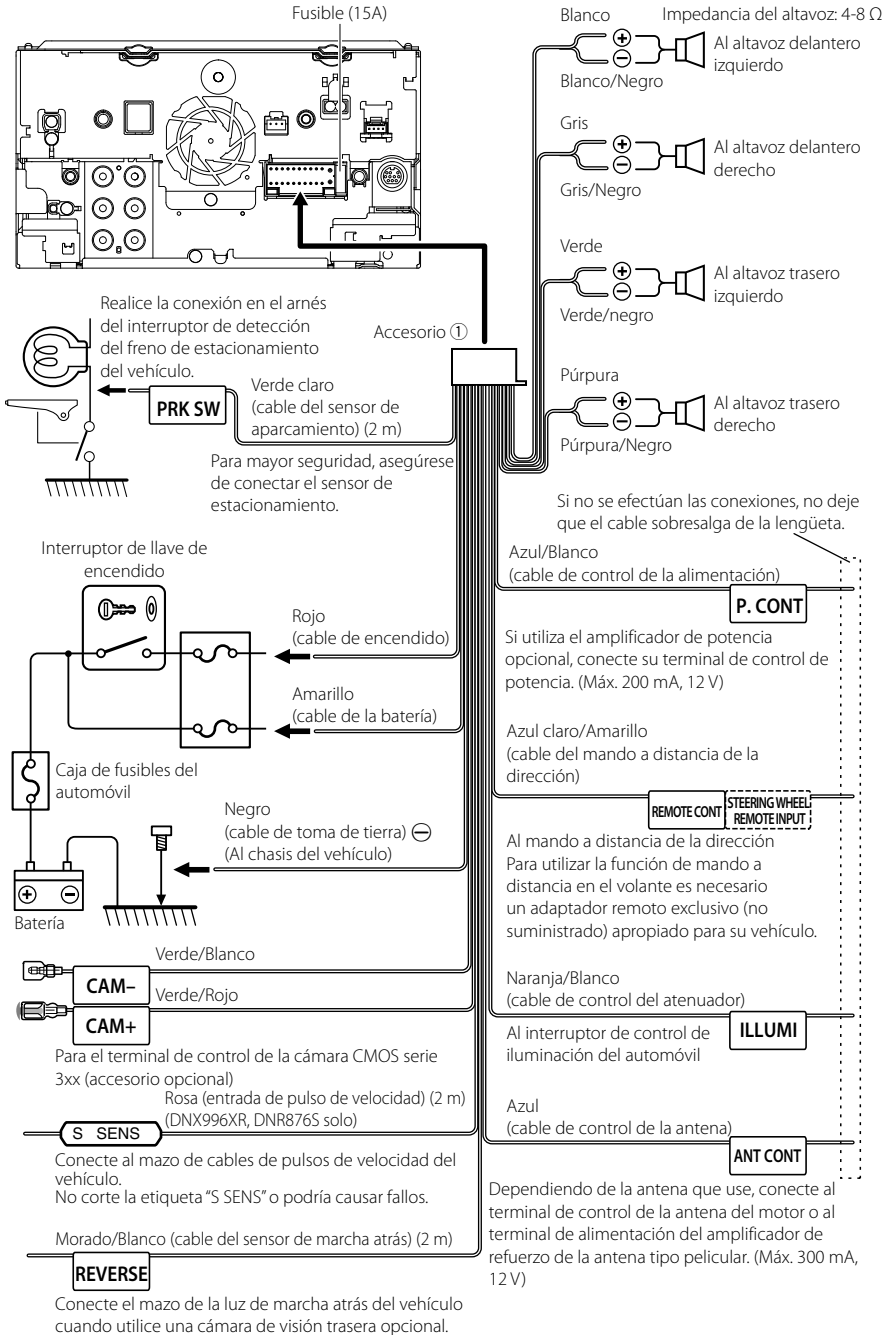 Fusible (15A)
Blanco
Impedancia del altavoz: 4-8 Ω
Al altavoz delantero
izquierdo
Blanco/Negro
Gris
Al altavoz delantero
derecho
Gris/Negro
Verde
Al altavoz trasero
izquierdo
Verde/negro
Púrpura
Al altavoz trasero
derecho
Púrpura/Negro
Realice la conexión en el arnés
del interruptor de detección
del freno de estacionamiento
del vehículo.
Accesorio ①
Verde claro
(cable del sensor de
aparcamiento) (2 m)
PRK SW
Para mayor seguridad, asegúrese
de conectar el sensor de
estacionamiento.
Si no se efectúan las conexiones, no deje
que el cable sobresalga de la lengüeta.
Interruptor de llave de
encendido
Rojo
(cable de encendido)
Amarillo
(cable de la batería)
Caja de fusibles del
automóvil
Negro
(cable de toma de tierra) ⊖
(Al chasis del vehículo)
Batería
Azul/Blanco
(cable de control de la alimentación)
P. CONT
Si utiliza el amplificador de potencia
opcional, conecte su terminal de control de
potencia. (Máx. 200 mA, 12 V)
Azul claro/Amarillo
(cable del mando a distancia de la
dirección)
REMOTE CONT
STEERING WHEEL
REMOTE INPUT
Al mando a distancia de la dirección
Para utilizar la función de mando a
distancia en el volante es necesario
un adaptador remoto exclusivo (no
suministrado) apropiado para su vehículo.
Verde/Blanco
CAM–
Verde/Rojo
CAM+
Para el terminal de control de la cámara CMOS serie
3xx (accesorio opcional)
Naranja/Blanco
(cable de control del atenuador)
ILLUMI
Al interruptor de control de
iluminación del automóvil
Rosa (entrada de pulso de velocidad) (2 m)
(DNX996XR, DNR876S solo)
S SENS
Conecte al mazo de cables de pulsos de velocidad del
vehículo.
No corte la etiqueta “S SENS” o podría causar fallos.
Azul
(cable de control de la antena)
ANT CONT
Dependiendo de la antena que use, conecte al
terminal de control de la antena del motor o al
terminal de alimentación del amplificador de
refuerzo de la antena tipo pelicular. (Máx. 300 mA,
12 V)
Morado/Blanco (cable del sensor de marcha atrás) (2 m)
REVERSE
Conecte el mazo de la luz de marcha atrás del vehículo
cuando utilice una cámara de visión trasera opcional.